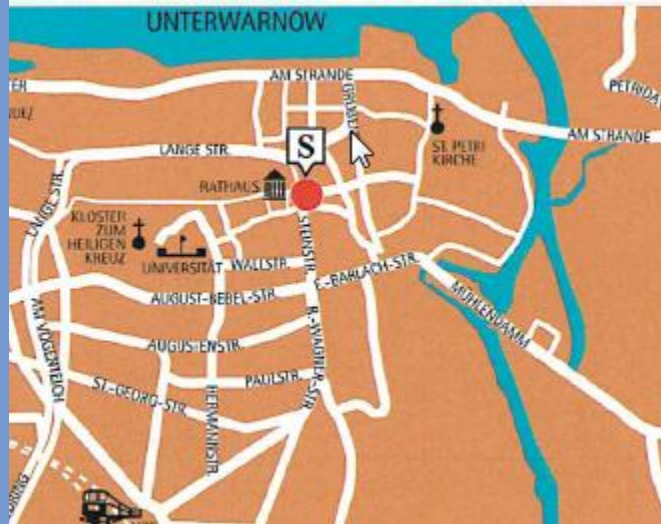 UNTERWARNOW
AM STRANDE
PETRIDA
AM STRANDE
LANGE STR.
S
ST. PETRI
KIRCHE
RATHAUS
LANGE STR.
KLOSTER
ZUM
HEILIGEN
KREUZ
UNIVERSITÄT
WALLSTR.
STEINSTR.
E.-BARLACH-STR.
AUGUST-BEBEL-STR.
MÜHLENDAMM
AM VÖGENTEICH
AUGUSTENSTR.
R.-WAGNER-STR.
PAULSTR.
ST.-GEORG-STR.
HERMANNSTR.